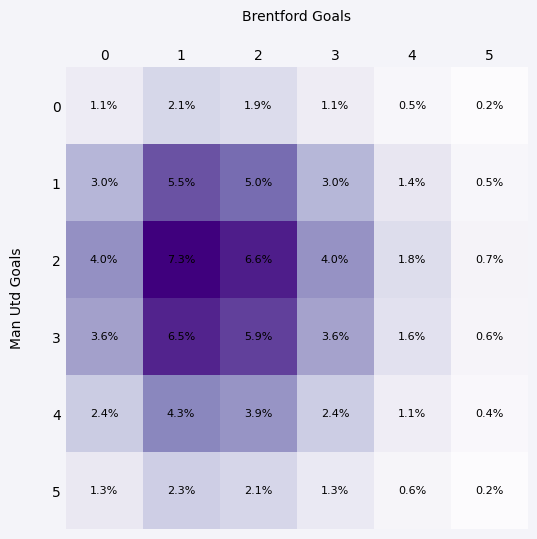 Brentford Goals
0 1 2 3 4 5
0 1.1% 2.1% 1.9% 1.1% 0.5% 0.2%
1 3.0% 5.5% 5.0% 3.0% 1.4% 0.5%
2 4.0% 7.3% 6.6% 4.0% 1.8% 0.7%
Man Utd Goals
3 3.6% 6.5% 5.9% 3.6% 1.6% 0.6%
4 2.4% 4.3% 3.9% 2.4% 1.1% 0.4%
5 1.3% 2.3% 2.1% 1.3% 0.6% 0.2%